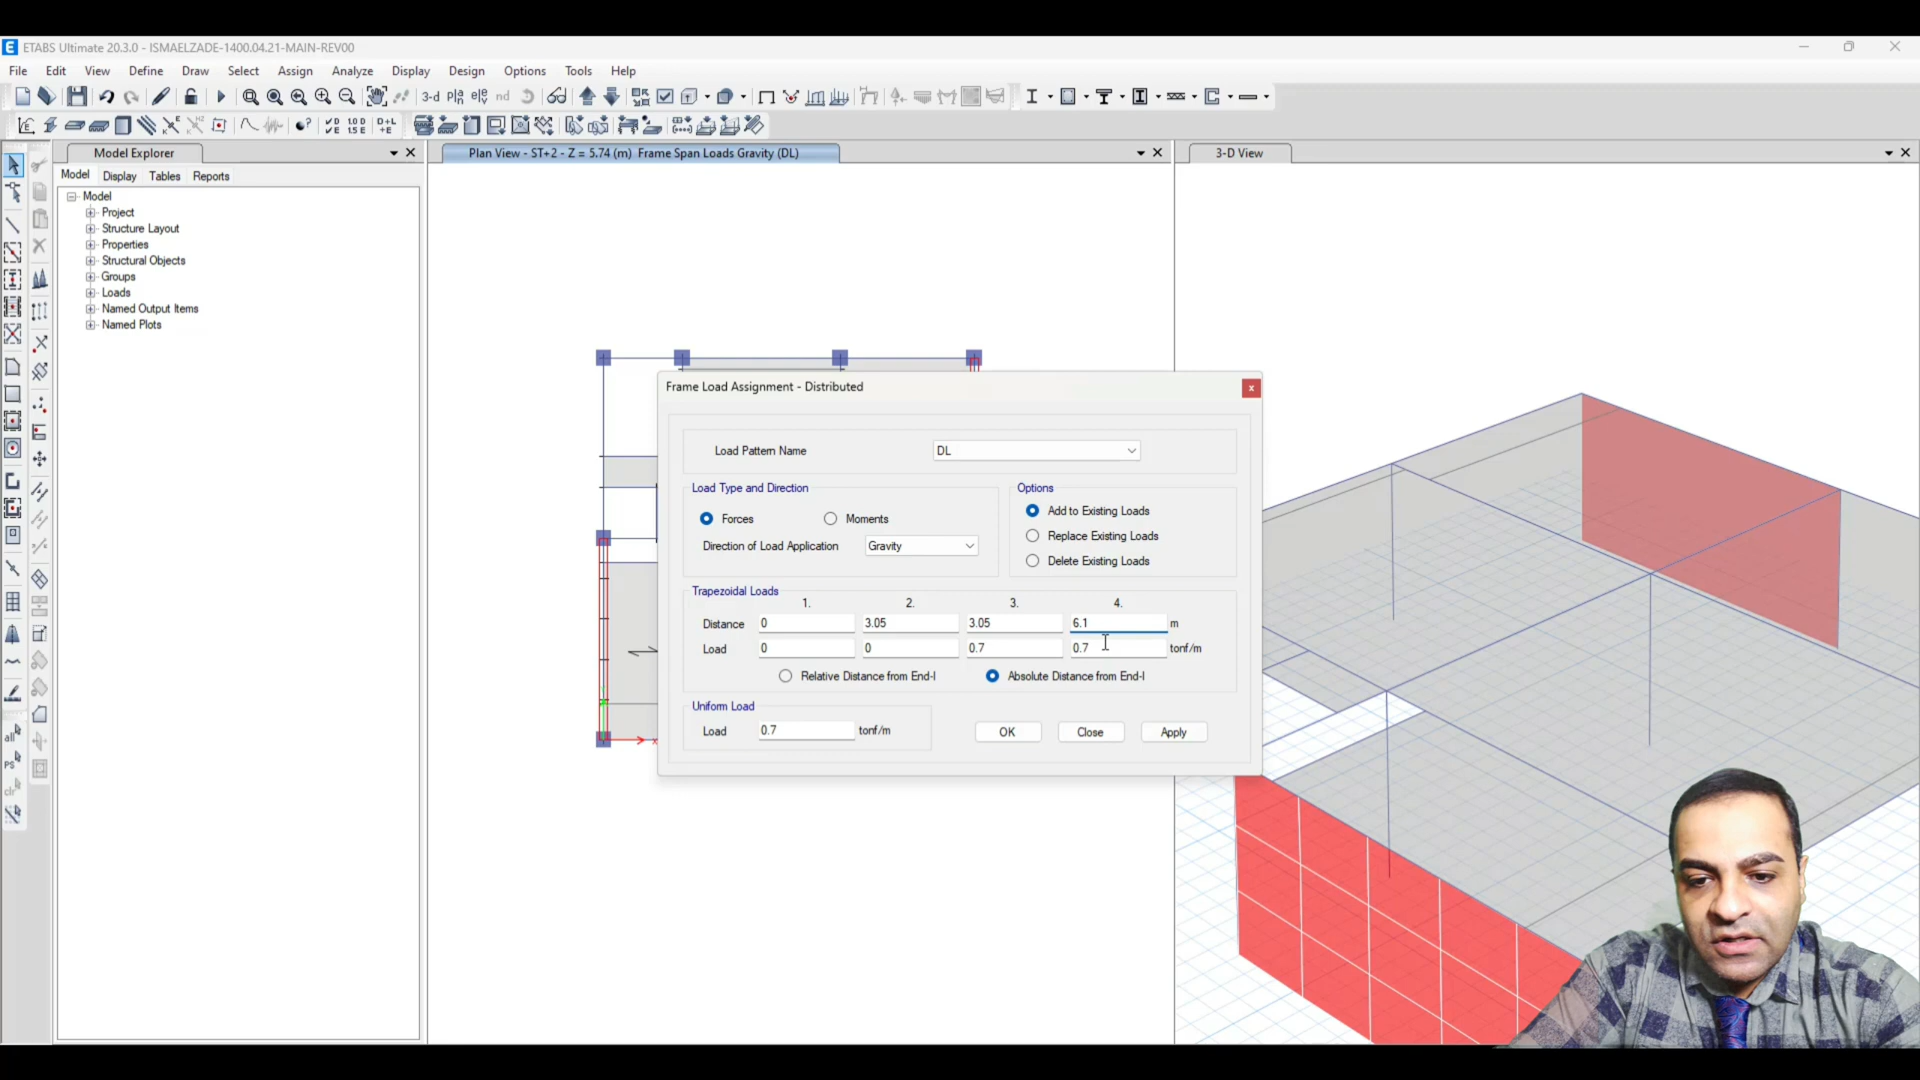 ETABS Ultimate 20.3.0 - ISMAELZADE-1400.04.21-MAIN-REV00
File Edit View Define Draw Select Assign Analyze Display Design Options Tools Help
3-d
nd
Model Explorer
Plan View - ST+2 - Z = 5.74 (m) Frame Span Loads Gravity (DL)
3-D View
Model Display Tables Reports
Model
Project
Structure Layout
Properties
Structural Objects
Groups
Loads
Named Output Items
Named Plots
Frame Load Assignment - Distributed
Load Pattern Name DL
Load Type and Direction
Forces Moments
Direction of Load Application Gravity
Options
Add to Existing Loads
Replace Existing Loads
Delete Existing Loads
Trapezoidal Loads
1. 2. 3. 4.
Distance 0 3.05 3.05 6.1 m
Load 0 0 0.7 0.7 tonf/m
Relative Distance from End-I Absolute Distance from End-I
Uniform Load
Load 0.7 tonf/m
OK Close Apply
X
all
PS
clr